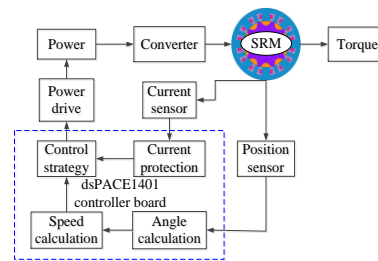 Power
Converter
SRM
Torque
Power
drive
Current
sensor
Control
strategy
Current
protection
Position
sensor
dsPACE1401
controller board
Speed
calculation
Angle
calculation